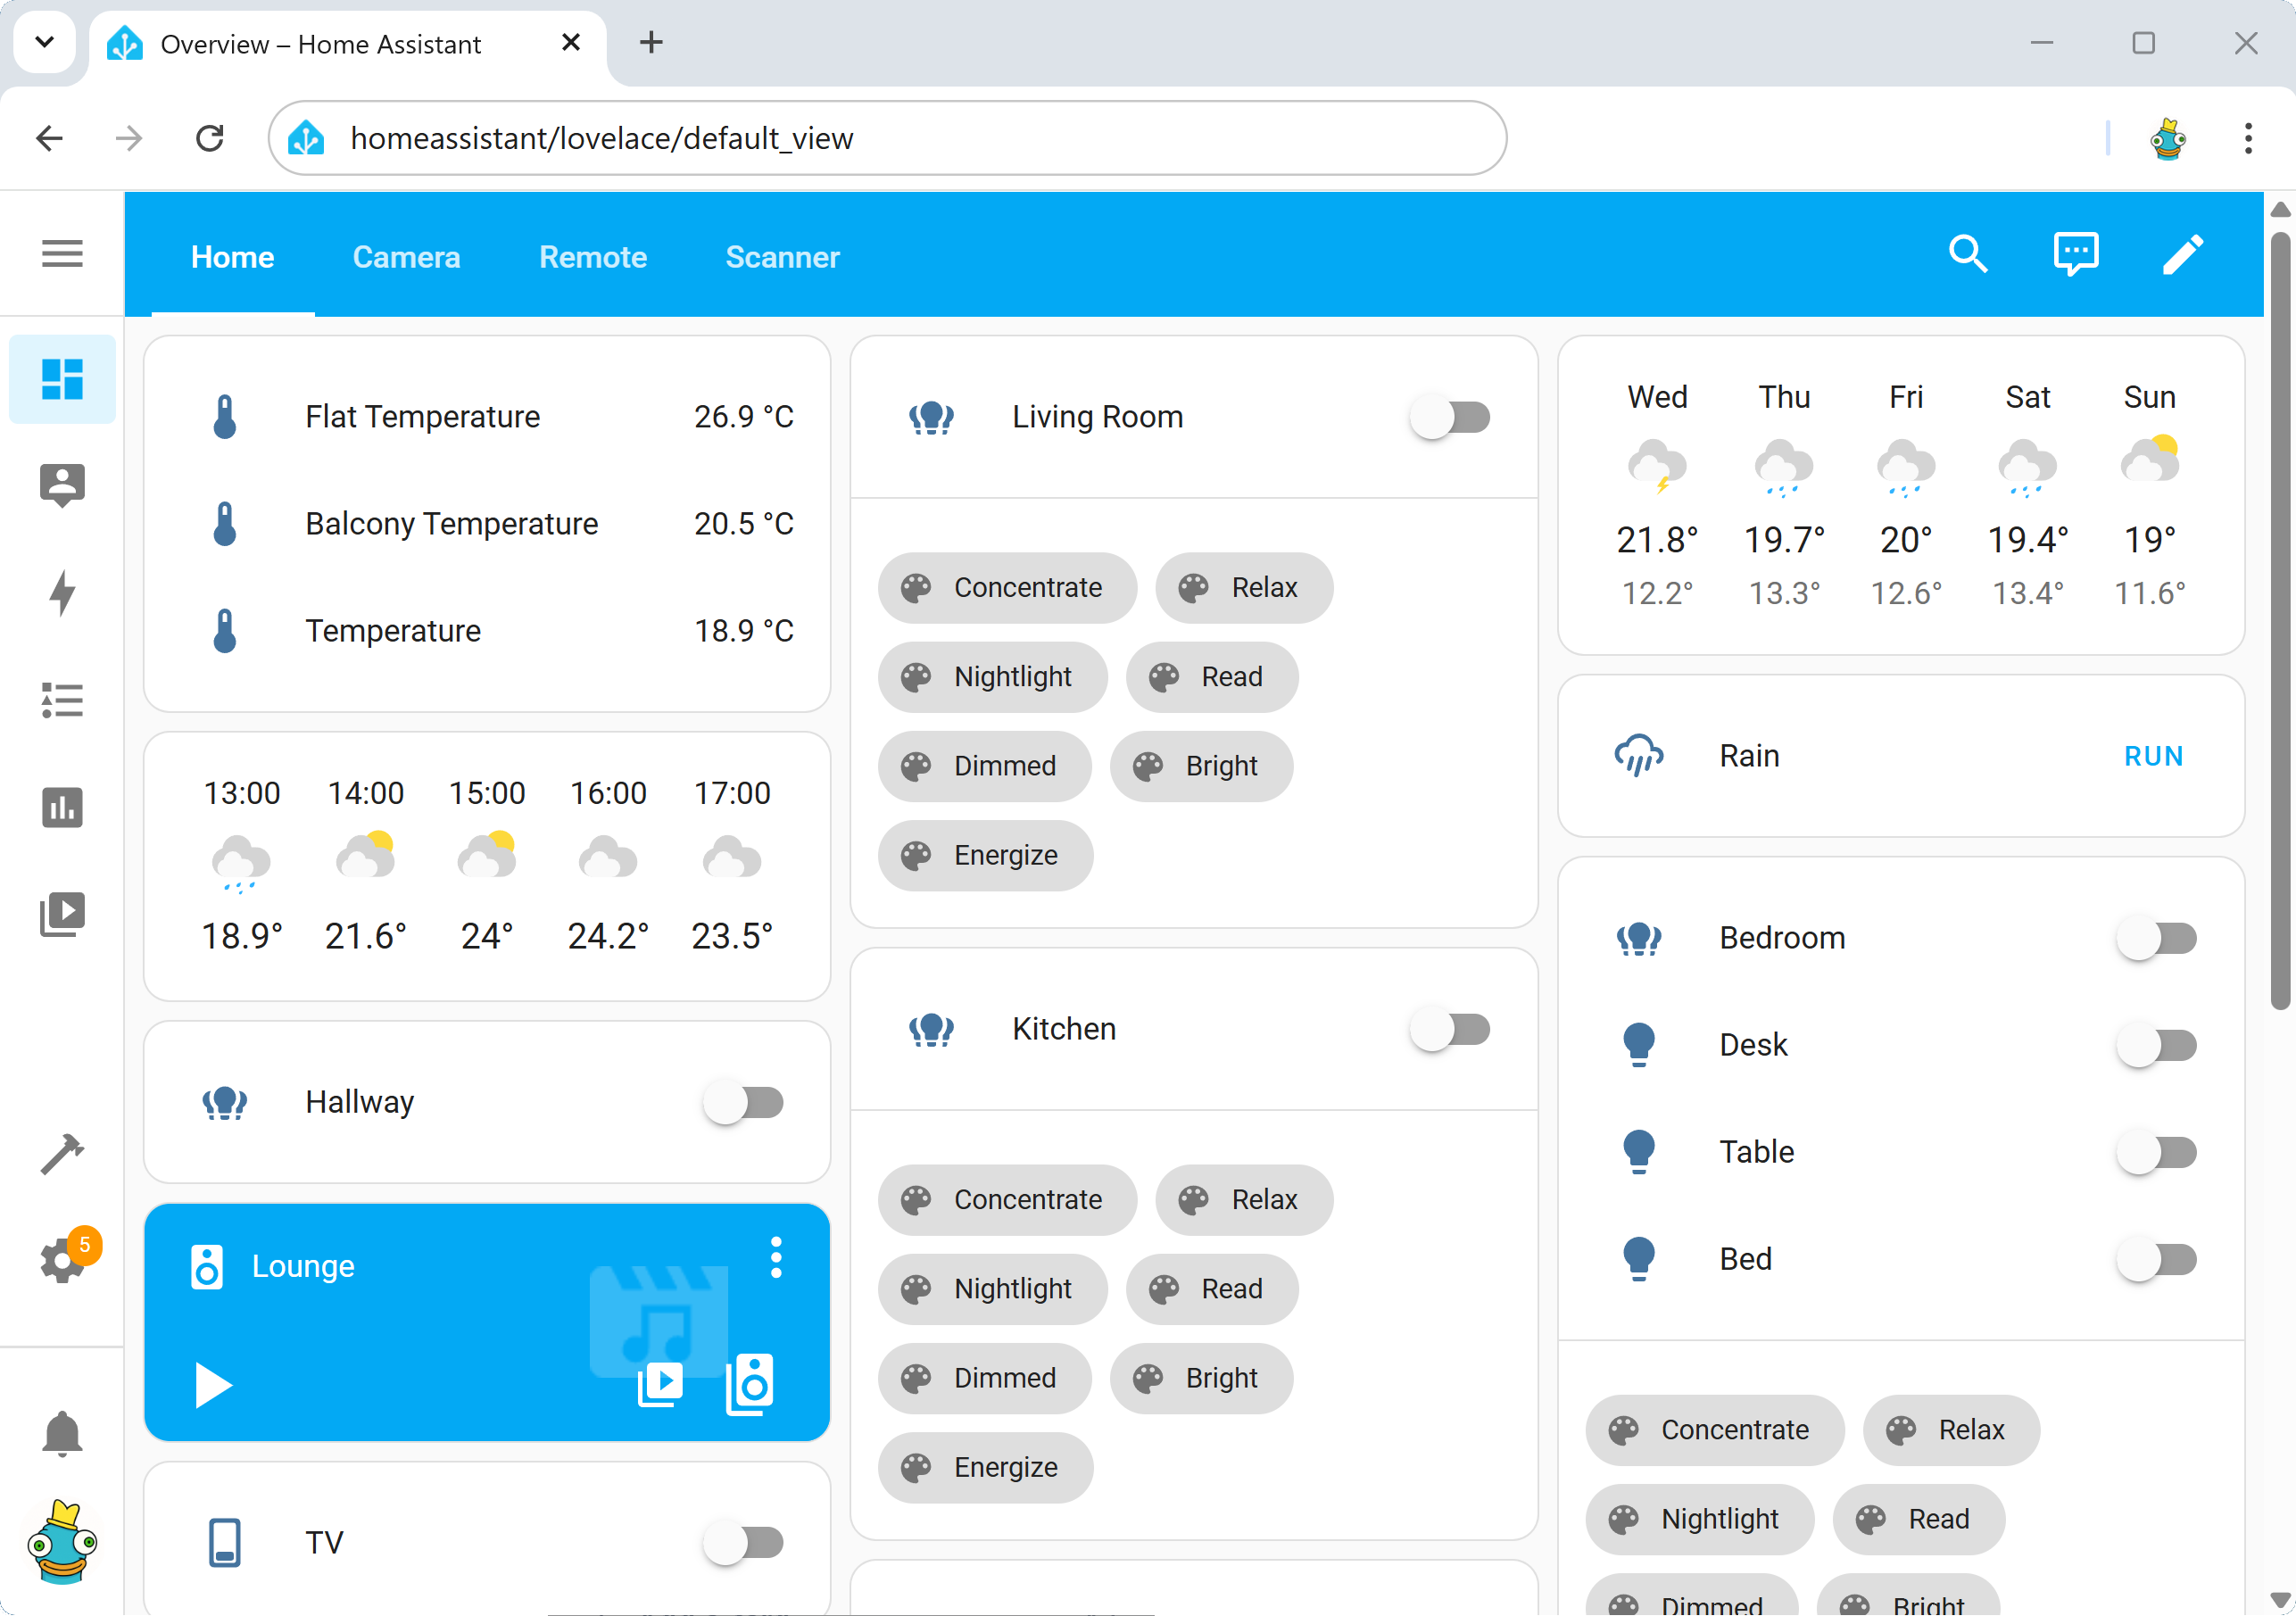 Overview – Home Assistant
homeassistant/lovelace/default_view
Home Camera Remote Scanner
Flat Temperature 26.9 °C
Balcony Temperature 20.5 °C
Temperature 18.9 °C
13:00 14:00 15:00 16:00 17:00
18.9° 21.6° 24° 24.2° 23.5°
Hallway
Lounge
TV
5
Living Room
Concentrate Relax
Nightlight Read
Dimmed Bright
Energize
Kitchen
Concentrate Relax
Nightlight Read
Dimmed Bright
Energize
Wed Thu Fri Sat Sun
21.8° 19.7° 20° 19.4° 19°
12.2° 13.3° 12.6° 13.4° 11.6°
Rain RUN
Bedroom
Desk
Table
Bed
Concentrate Relax
Nightlight Read
Dimmed Bright